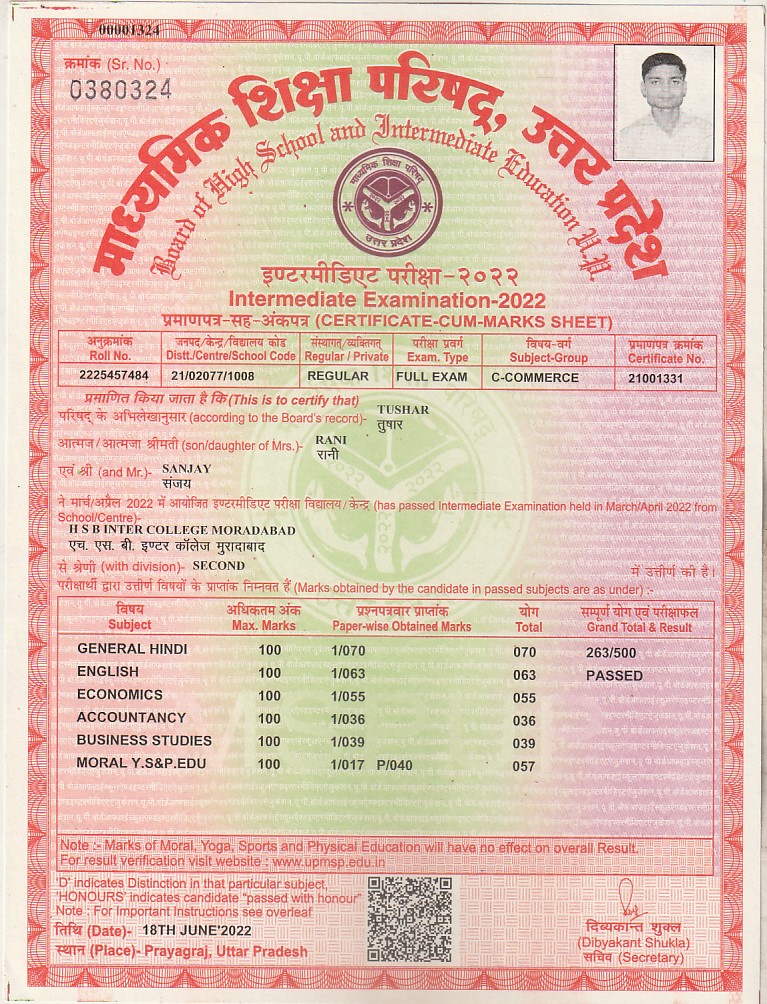 00001324
क्रमांक (Sr. No.)
0380324
माध्यमिक शिक्षा परिषद्, उत्तर प्रदेश
Board of High School and Intermediate Education U.P.
माध्यमिक शिक्षा परिषद्
उत्तर प्रदेश
इण्टरमीडिएट परीक्षा-२०२२
Intermediate Examination-2022
प्रमाणपत्र-सह-अंकपत्र (CERTIFICATE-CUM-MARKS SHEET)
अनुक्रमांक जनपद/केन्द्र/विद्यालय कोड संस्थागत/व्यक्तिगत परीक्षा प्रवर्ग विषय-वर्ग प्रमाणपत्र क्रमांक
Roll No. Distt./Centre/School Code Regular / Private Exam. Type Subject-Group Certificate No.
2225457484 21/02077/1008 REGULAR FULL EXAM C-COMMERCE 21001331
प्रमाणित किया जाता है कि (This is to certify that)
परिषद् के अभिलेखानुसार (according to the Board's record)- TUSHAR
तुषार
आत्मज/आत्मजा श्रीमती (son/daughter of Mrs.)- RANI
रानी
एवं श्री (and Mr.)- SANJAY
संजय
ने मार्च/अप्रैल 2022 में आयोजित इण्टरमीडिएट परीक्षा विद्यालय/केन्द्र (has passed Intermediate Examination held in March/April 2022 from
School/Centre)-
H S B INTER COLLEGE MORADABAD
एच. एस. बी. इण्टर कॉलेज मुरादाबाद
से श्रेणी (with division)- SECOND में उत्तीर्ण की है।
परीक्षार्थी द्वारा उत्तीर्ण विषयों के प्राप्तांक निम्नवत हैं (Marks obtained by the candidate in passed subjects are as under) :-
विषय अधिकतम अंक प्रश्नपत्रवार प्राप्तांक योग सम्पूर्ण योग एवं परीक्षाफल
Subject Max. Marks Paper-wise Obtained Marks Total Grand Total & Result
GENERAL HINDI 100 1/070 070 263/500
ENGLISH 100 1/063 063 PASSED
ECONOMICS 100 1/055 055
ACCOUNTANCY 100 1/036 036
BUSINESS STUDIES 100 1/039 039
MORAL Y.S&P.EDU 100 1/017 P/040 057
Note :- Marks of Moral, Yoga, Sports and Physical Education will have no effect on overall Result.
For result verification visit website : www.upmsp.edu.in
'D' indicates Distinction in that particular subject,
'HONOURS' indicates candidate "passed with honour"
Note : For Important Instructions see overleaf
तिथि (Date)- 18TH JUNE'2022
स्थान (Place)- Prayagraj, Uttar Pradesh
दिव्यकान्त शुक्ल
(Dibyakant Shukla)
सचिव (Secretary)